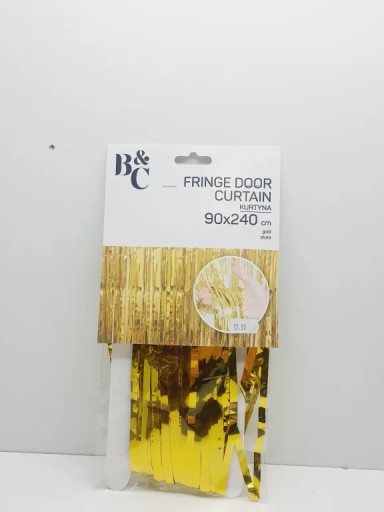 B&C
FRINGE DOOR
CURTAIN
KURTYNA
90x240 cm
gold
złota